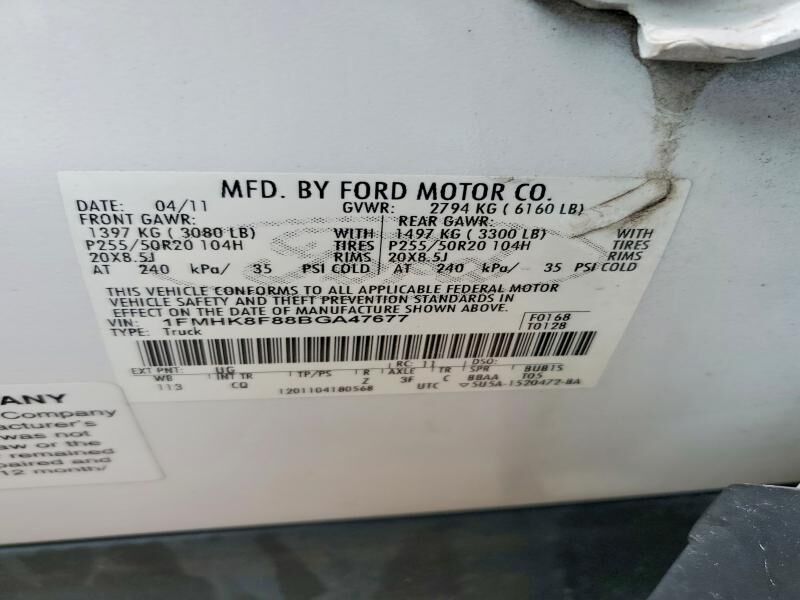 MFD. BY FORD MOTOR CO.
DATE: 04/11 GVWR: 2794 KG ( 6160 LB)
FRONT GAWR: REAR GAWR:
1397 KG ( 3080 LB) WITH 1497 KG ( 3300 LB) WITH
P255/50R20 104H TIRES P255/50R20 104H TIRES
20X8.5J RIMS 20X8.5J RIMS
AT 240 kPa/ 35 PSI COLD AT 240 kPa/ 35 PSI COLD
THIS VEHICLE CONFORMS TO ALL APPLICABLE FEDERAL MOTOR
VEHICLE SAFETY AND THEFT PREVENTION STANDARDS IN
EFFECT ON THE DATE OF MANUFACTURE SHOWN ABOVE.
VIN: 1FMHK8F88BGA47677 F0168
TYPE: Truck T0128
EXT PNT: UG RC: 11 DSO:
WB INT TR TP/PS R AXLE TR SPR BUB15
113 CQ Z 3F C BBAA T05
1201104180568 UTC 5U5A-1520472-BA
ANY
Company
acturer's
was not
aw or the
remained
paired and
12 month/